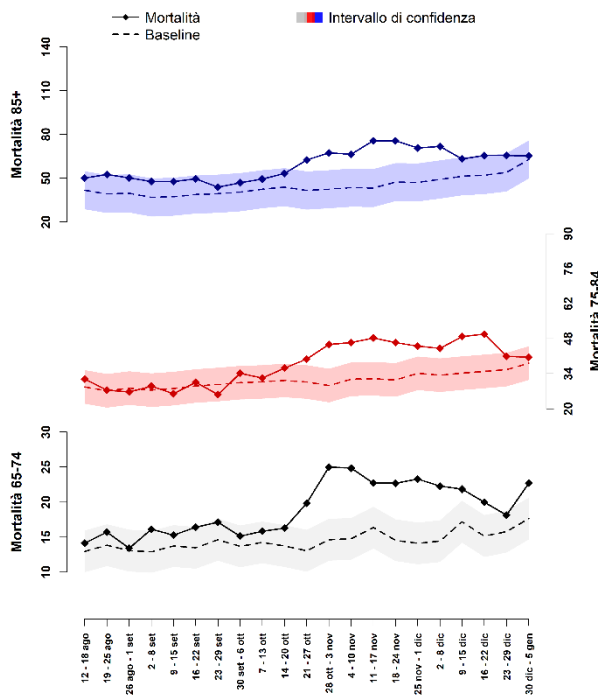 Mortalità
Intervallo di confidenza
Baseline
Mortalità 85+
140
110
80
50
20
Mortalità 75-84
90
76
62
48
34
20
Mortalità 65-74
30
25
20
15
10
12 - 18 ago
19 - 25 ago
26 ago - 1 set
2 - 8 set
9 - 15 set
16 - 22 set
23 - 29 set
30 set - 6 ott
7 - 13 ott
14 - 20 ott
21 - 27 ott
28 ott - 3 nov
4 - 10 nov
11 - 17 nov
18 - 24 nov
25 nov - 1 dic
2 - 8 dic
9 - 15 dic
16 - 22 dic
23 - 29 dic
30 dic - 5 gen